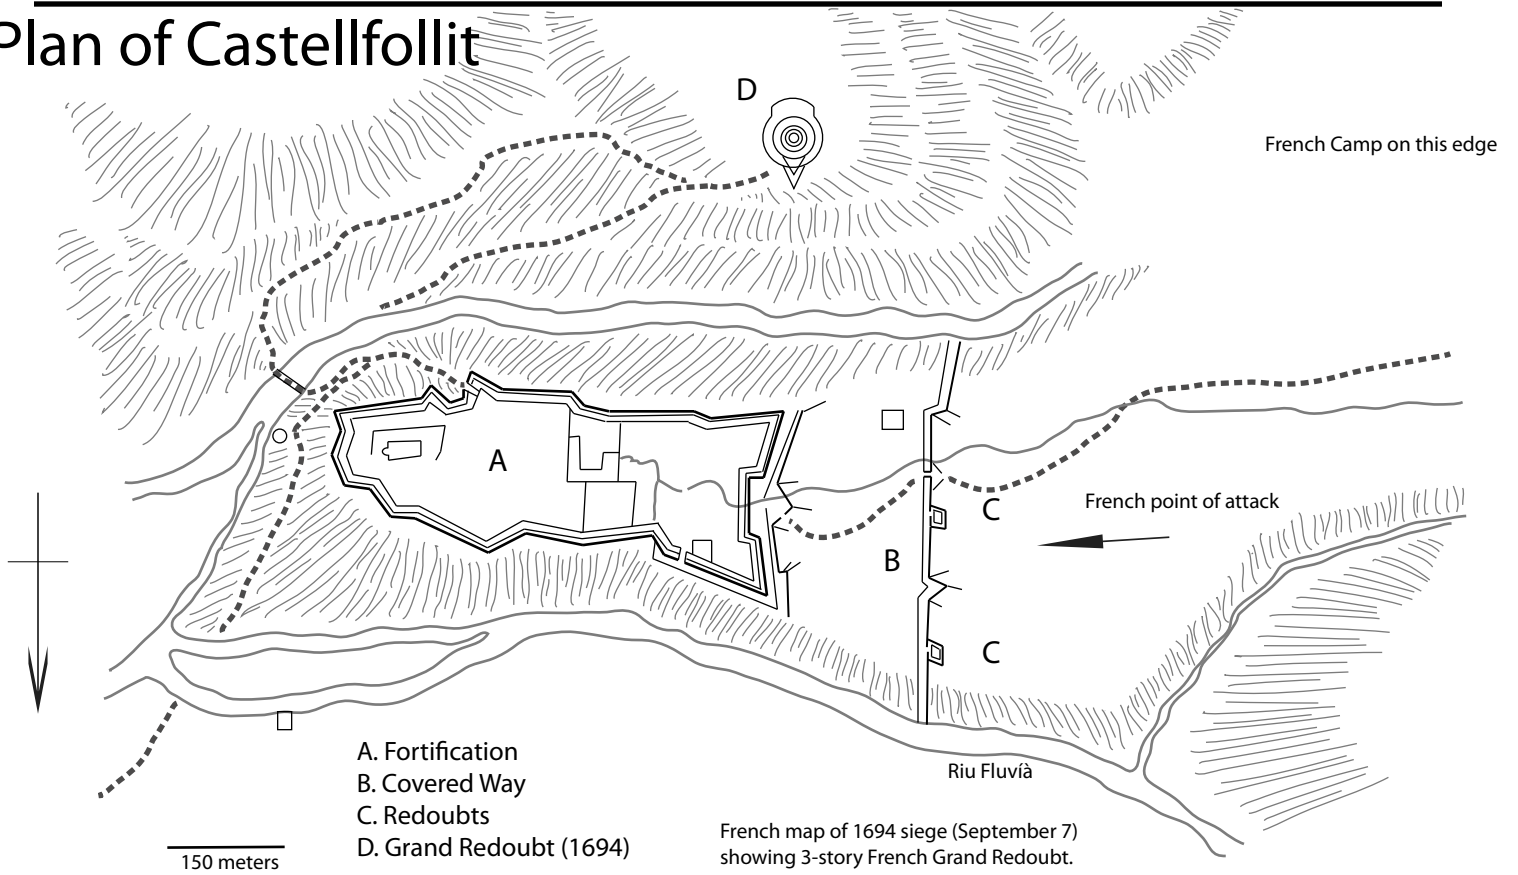 Plan of Castellfollit
D
French Camp on this edge
A
C
French point of attack
B
C
Riu Fluvíà
A. Fortification
B. Covered Way
C. Redoubts
D. Grand Redoubt (1694)
150 meters
French map of 1694 siege (September 7)
showing 3-story French Grand Redoubt.